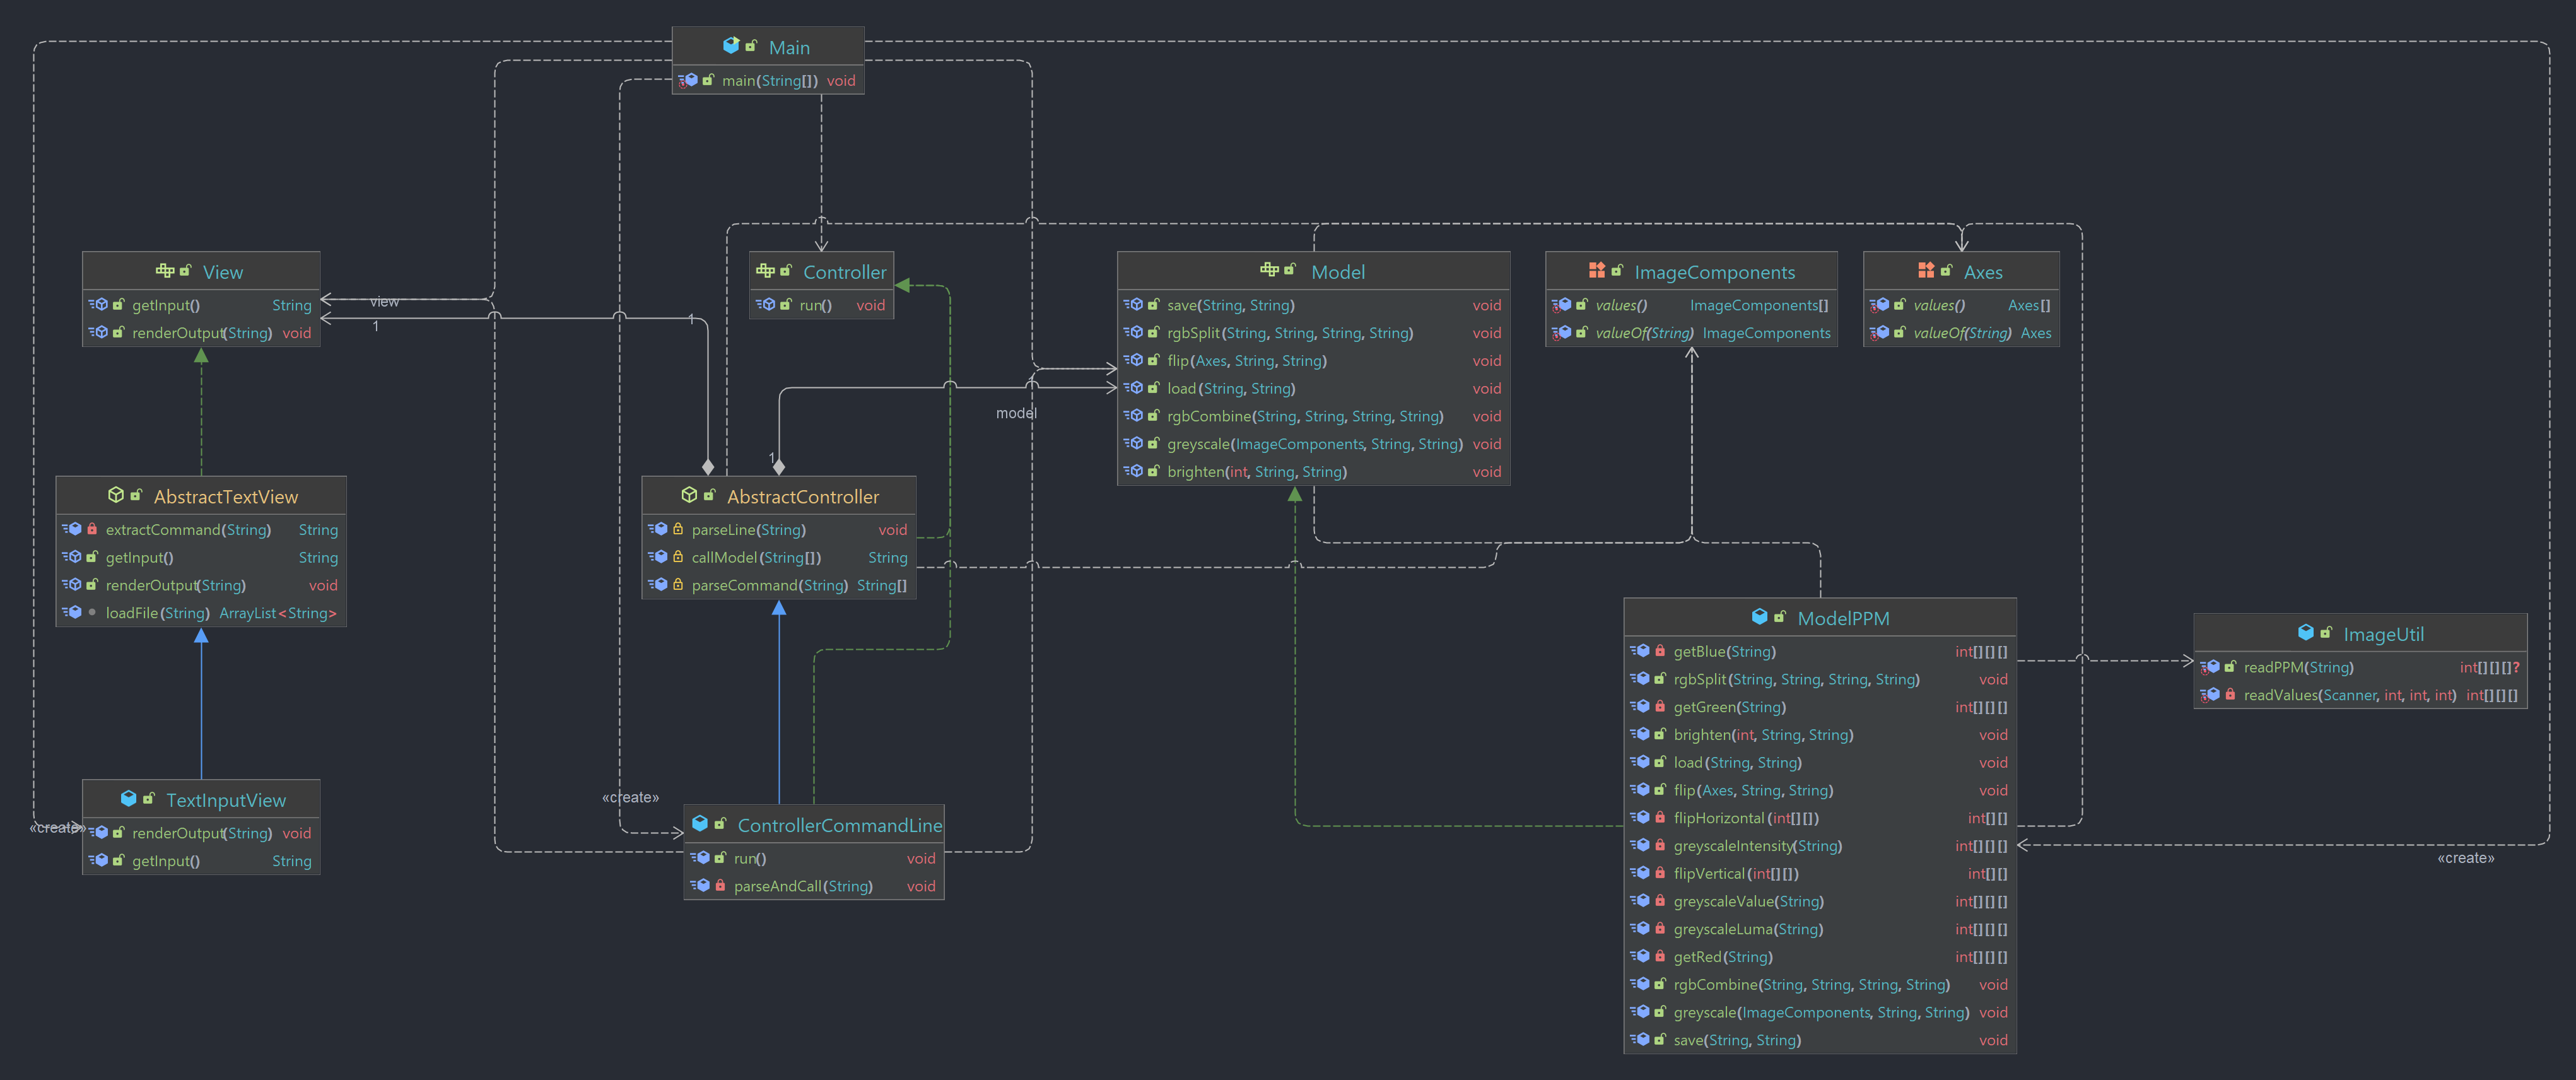 Main
main(String[]) void
View
getInput() String
renderOutput(String) void
view
1
1
Controller
run() void
Model
save(String, String) void
rgbSplit(String, String, String, String) void
flip(Axes, String, String) void
load(String, String) void
rgbCombine(String, String, String, String) void
greyscale(ImageComponents, String, String) void
brighten(int, String, String) void
1
model
1
ImageComponents
values() ImageComponents[]
valueOf(String) ImageComponents
Axes
values() Axes[]
valueOf(String) Axes
AbstractTextView
extractCommand(String) String
getInput() String
renderOutput(String) void
loadFile(String) ArrayList<String>
AbstractController
parseLine(String) void
callModel(String[]) String
parseCommand(String) String[]
ModelPPM
getBlue(String) int[][][]
rgbSplit(String, String, String, String) void
getGreen(String) int[][][]
brighten(int, String, String) void
load(String, String) void
flip(Axes, String, String) void
flipHorizontal(int[][]) int[][]
greyscaleIntensity(String) int[][][]
flipVertical(int[][]) int[][]
greyscaleValue(String) int[][][]
greyscaleLuma(String) int[][][]
getRed(String) int[][][]
rgbCombine(String, String, String, String) void
greyscale(ImageComponents, String, String) void
save(String, String) void
ImageUtil
readPPM(String) int[][][]?
readValues(Scanner, int, int, int) int[][][]
TextInputView
renderOutput(String) void
getInput() String
«create»
«create»
ControllerCommandLine
run() void
parseAndCall(String) void
«create»